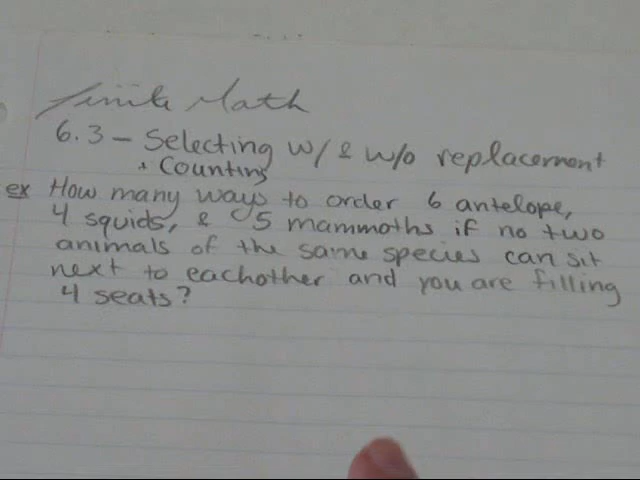 Finite Math
6.3 - Selecting w/ & w/o replacement
+ Counting
ex How many ways to order 6 antelope,
4 squids, & 5 mammoths if no two
animals of the same species can sit
next to eachother and you are filling
4 seats?